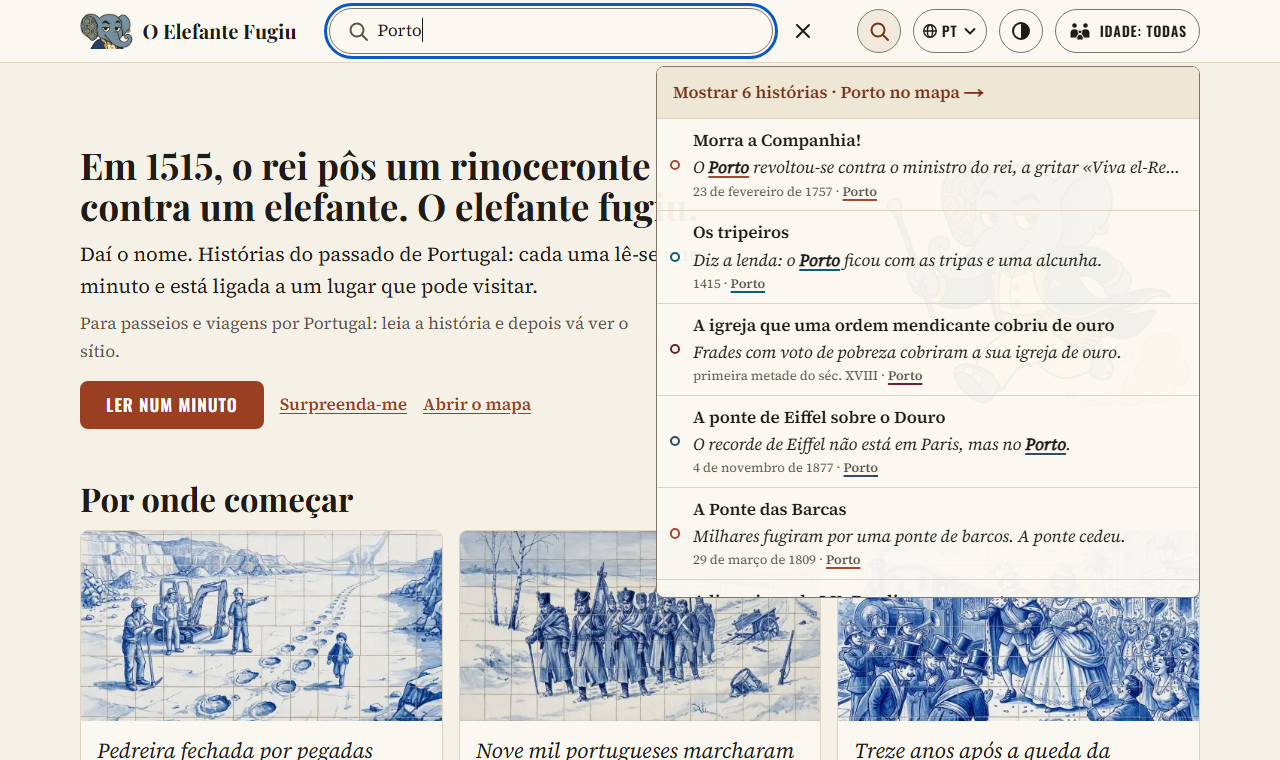 O Elefante Fugiu
Porto
PT
IDADE: TODAS
Mostrar 6 histórias · Porto no mapa →
Morra a Companhia!
O Porto revoltou-se contra o ministro do rei, a gritar «Viva el-Re...
23 de fevereiro de 1757 · Porto
Os tripeiros
Diz a lenda: o Porto ficou com as tripas e uma alcunha.
1415 · Porto
A igreja que uma ordem mendicante cobriu de ouro
Frades com voto de pobreza cobriram a sua igreja de ouro.
primeira metade do séc. XVIII · Porto
A ponte de Eiffel sobre o Douro
O recorde de Eiffel não está em Paris, mas no Porto.
4 de novembro de 1877 · Porto
A Ponte das Barcas
Milhares fugiram por uma ponte de barcos. A ponte cedeu.
29 de março de 1809 · Porto
Em 1515, o rei pôs um rinoceronte
contra um elefante. O elefante fugiu.
Daí o nome. Histórias do passado de Portugal: cada uma lê-se
minuto e está ligada a um lugar que pode visitar.
Para passeios e viagens por Portugal: leia a história e depois vá ver o
sítio.
LER NUM MINUTO
Surpreenda-me
Abrir o mapa
Por onde começar
Pedreira fechada por pegadas
Nove mil portugueses marcharam
Treze anos após a queda da